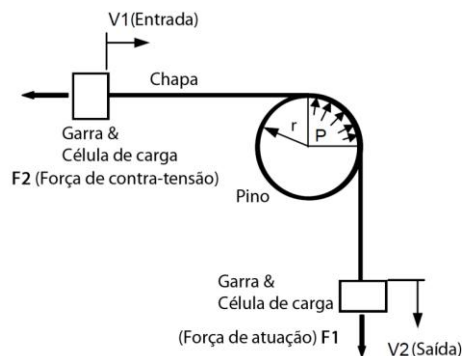 V1(Entrada)
Chapa
Garra &
Célula de carga
F2 (Força de contra-tensão)
r
P
Pino
Garra &
Célula de carga
(Força de atuação) F1
V2(Saída)